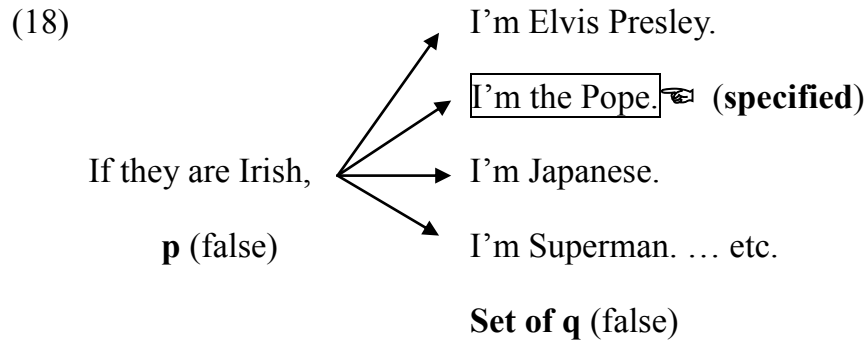 (18)
I’m Elvis Presley.
I’m the Pope.☜ (specified)
If they are Irish,
I’m Japanese.
p (false)
I’m Superman. … etc.
Set of q (false)